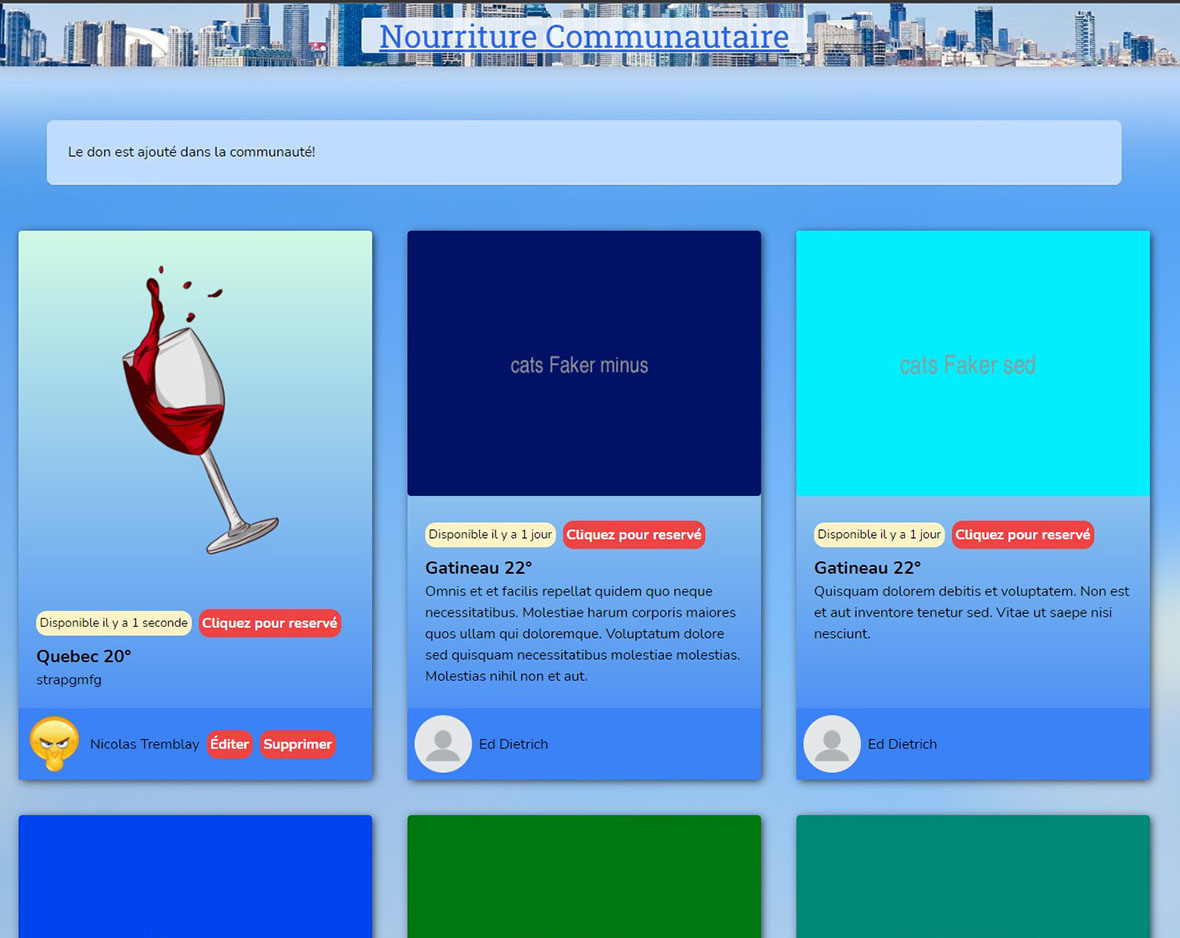 Nourriture Communautaire
Le don est ajouté dans la communauté!
cats Faker minus
cats Faker sed
Disponible il y a 1 seconde Cliquez pour reservé
Quebec 20°
strapgmfg
Nicolas Tremblay Éditer Supprimer
Disponible il y a 1 jour Cliquez pour reservé
Gatineau 22°
Omnis et et facilis repellat quidem quo neque
necessitatibus. Molestiae harum corporis maiores
quos ullam qui doloremque. Voluptatum dolore
sed quisquam necessitatibus molestiae molestias.
Molestias nihil non et aut.
Ed Dietrich
Disponible il y a 1 jour Cliquez pour reservé
Gatineau 22°
Quisquam dolorem debitis et voluptatem. Non est
et aut inventore tenetur sed. Vitae ut saepe nisi
nesciunt.
Ed Dietrich